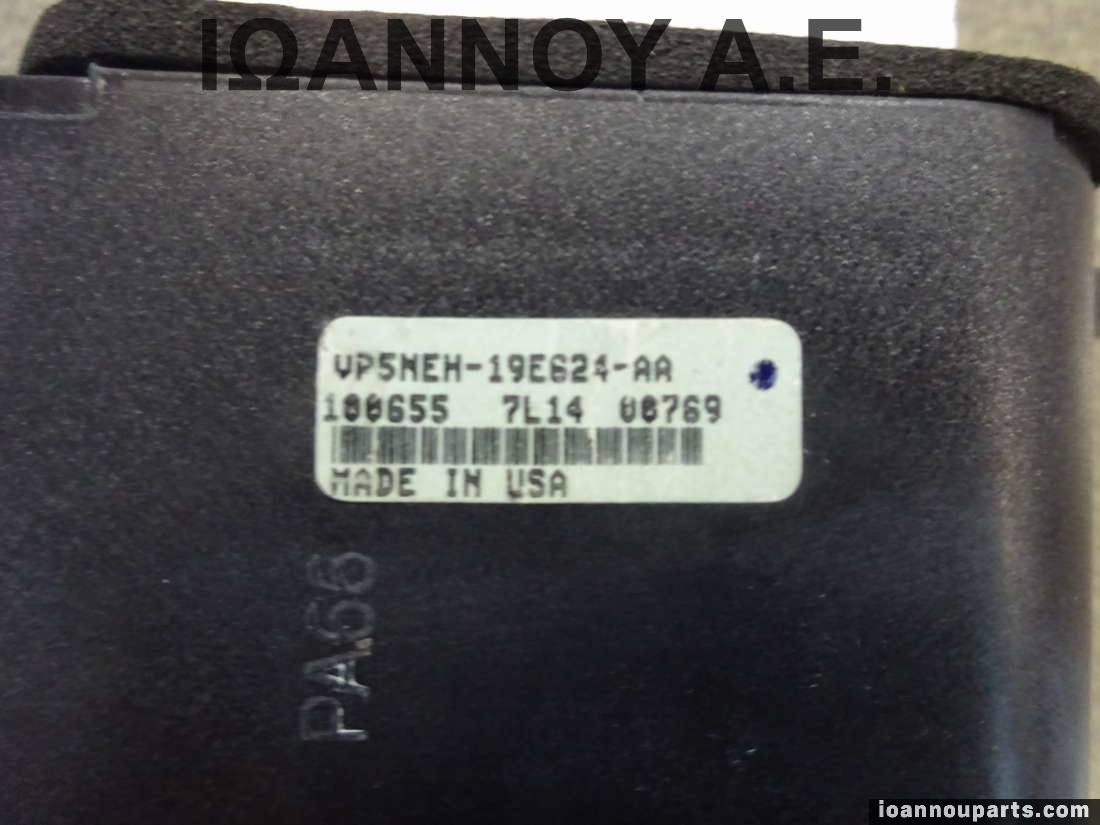 ΙΩΑΝΝΟΥ Α.Ε.
VP5NEH-19E624-AA
100655 7L14 00769
MADE IN USA
PA66
ioannouparts.com